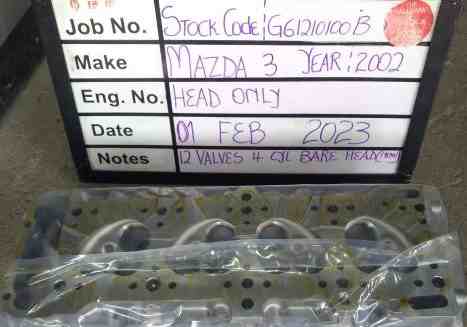 Job No. Stock Code: G61210100B
Make MAZDA 3 YEAR: 2002
Eng. No. HEAD ONLY
Date 01 FEB 2023
Notes 12 VALVES 4 CYL BARE HEAD